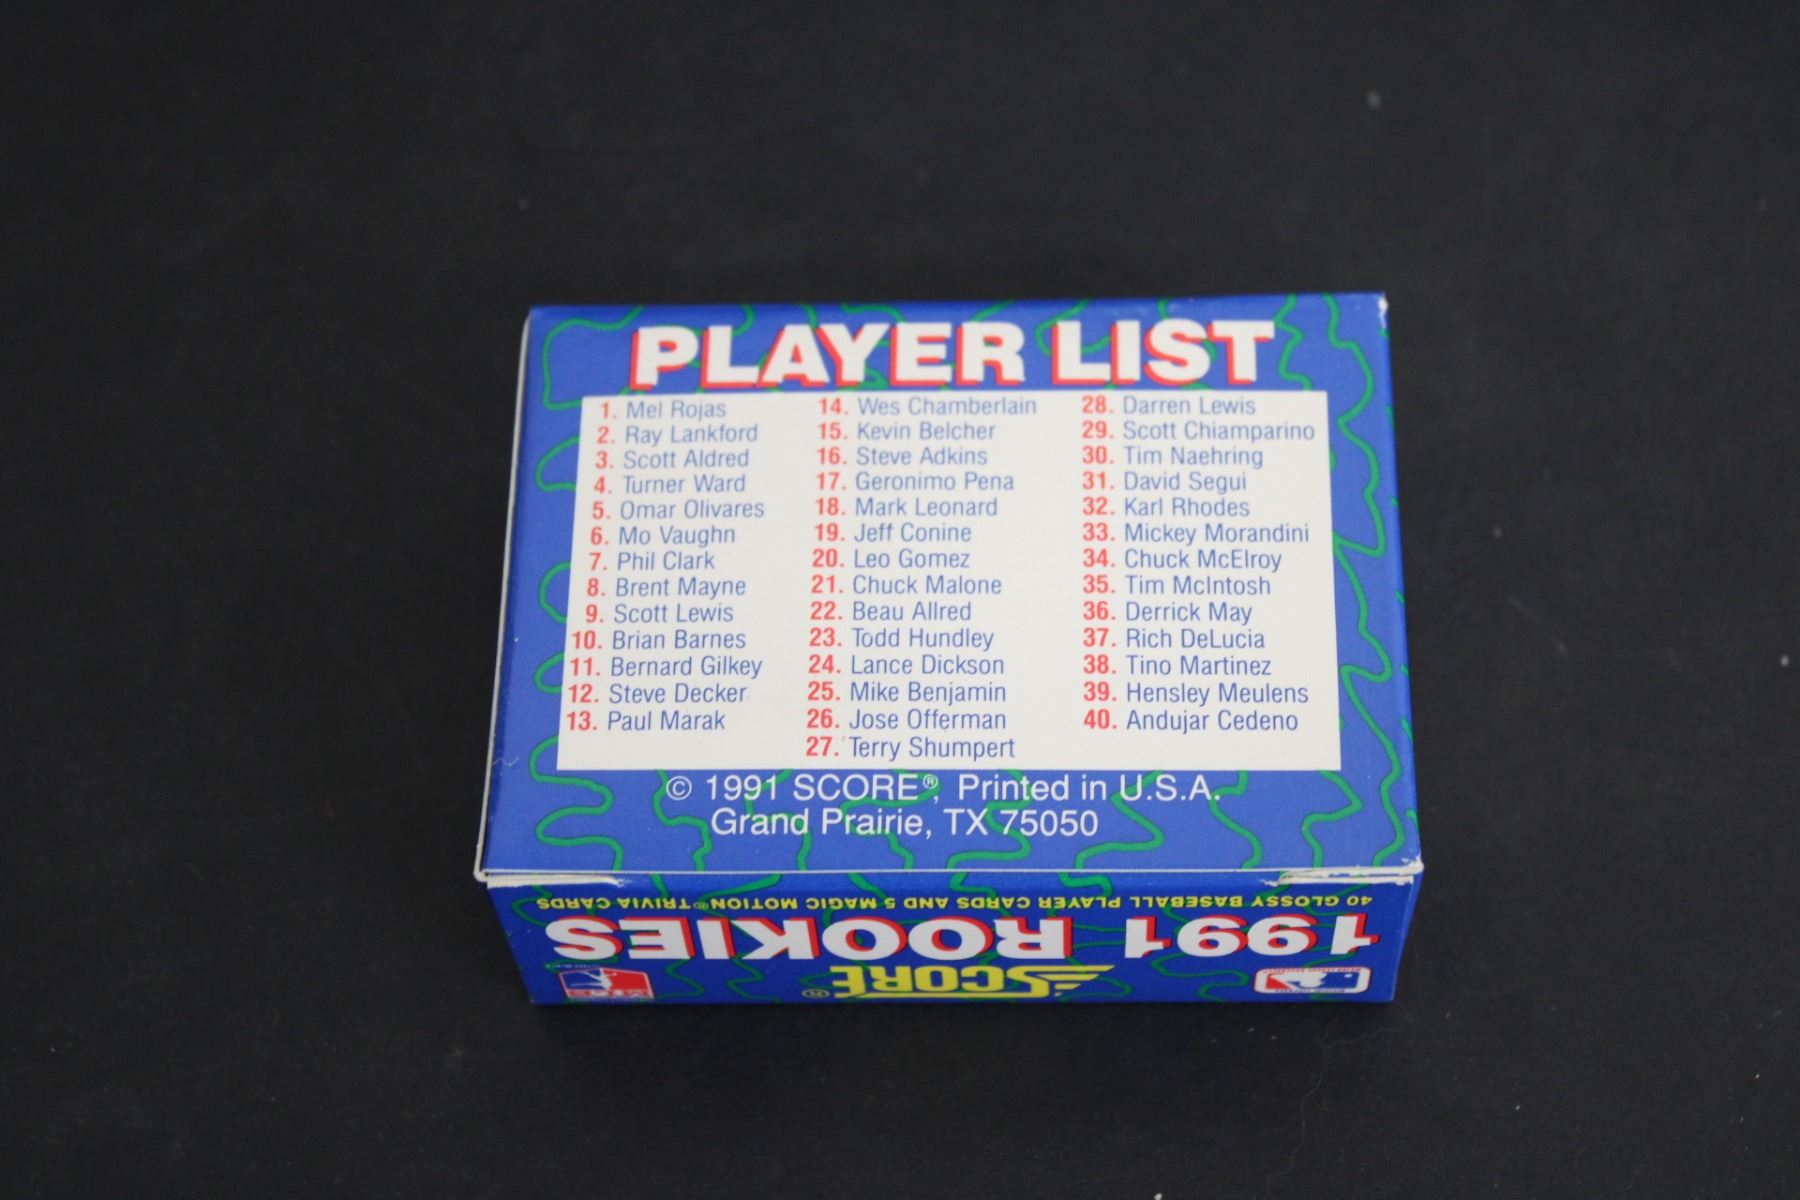 PLAYER LIST
1. Mel Rojas
2. Ray Lankford
3. Scott Aldred
4. Turner Ward
5. Omar Olivares
6. Mo Vaughn
7. Phil Clark
8. Brent Mayne
9. Scott Lewis
10. Brian Barnes
11. Bernard Gilkey
12. Steve Decker
13. Paul Marak
14. Wes Chamberlain
15. Kevin Belcher
16. Steve Adkins
17. Geronimo Pena
18. Mark Leonard
19. Jeff Conine
20. Leo Gomez
21. Chuck Malone
22. Beau Allred
23. Todd Hundley
24. Lance Dickson
25. Mike Benjamin
26. Jose Offerman
27. Terry Shumpert
28. Darren Lewis
29. Scott Chiamparino
30. Tim Naehring
31. David Segui
32. Karl Rhodes
33. Mickey Morandini
34. Chuck McElroy
35. Tim McIntosh
36. Derrick May
37. Rich DeLucia
38. Tino Martinez
39. Hensley Meulens
40. Andujar Cedeno
© 1991 SCORE®, Printed in U.S.A.
Grand Prairie, TX 75050
SCORE®
1991 ROOKIES
40 GLOSSY BASEBALL PLAYER CARDS AND 5 MAGIC MOTION® TRIVIA CARDS